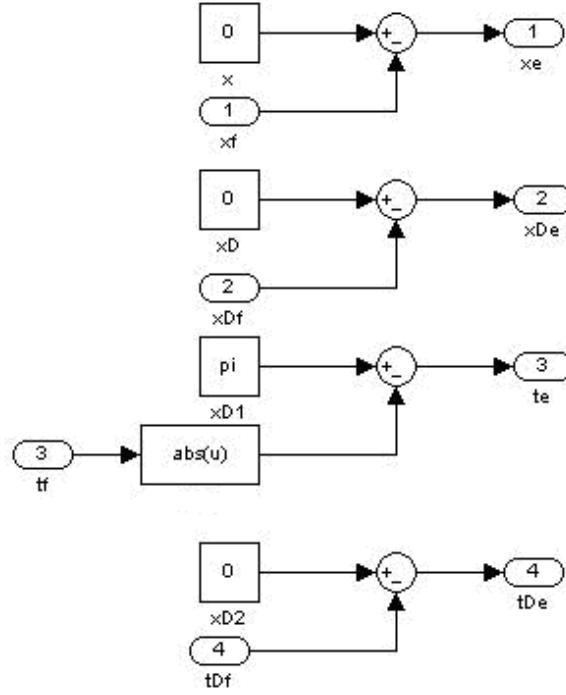 0
+
-
1
x
xe
1
xf
0
+
-
2
xD
xDe
2
xDf
pi
+
-
3
xD1
te
3
abs(u)
tf
0
+
-
4
xD2
tDe
4
tDf